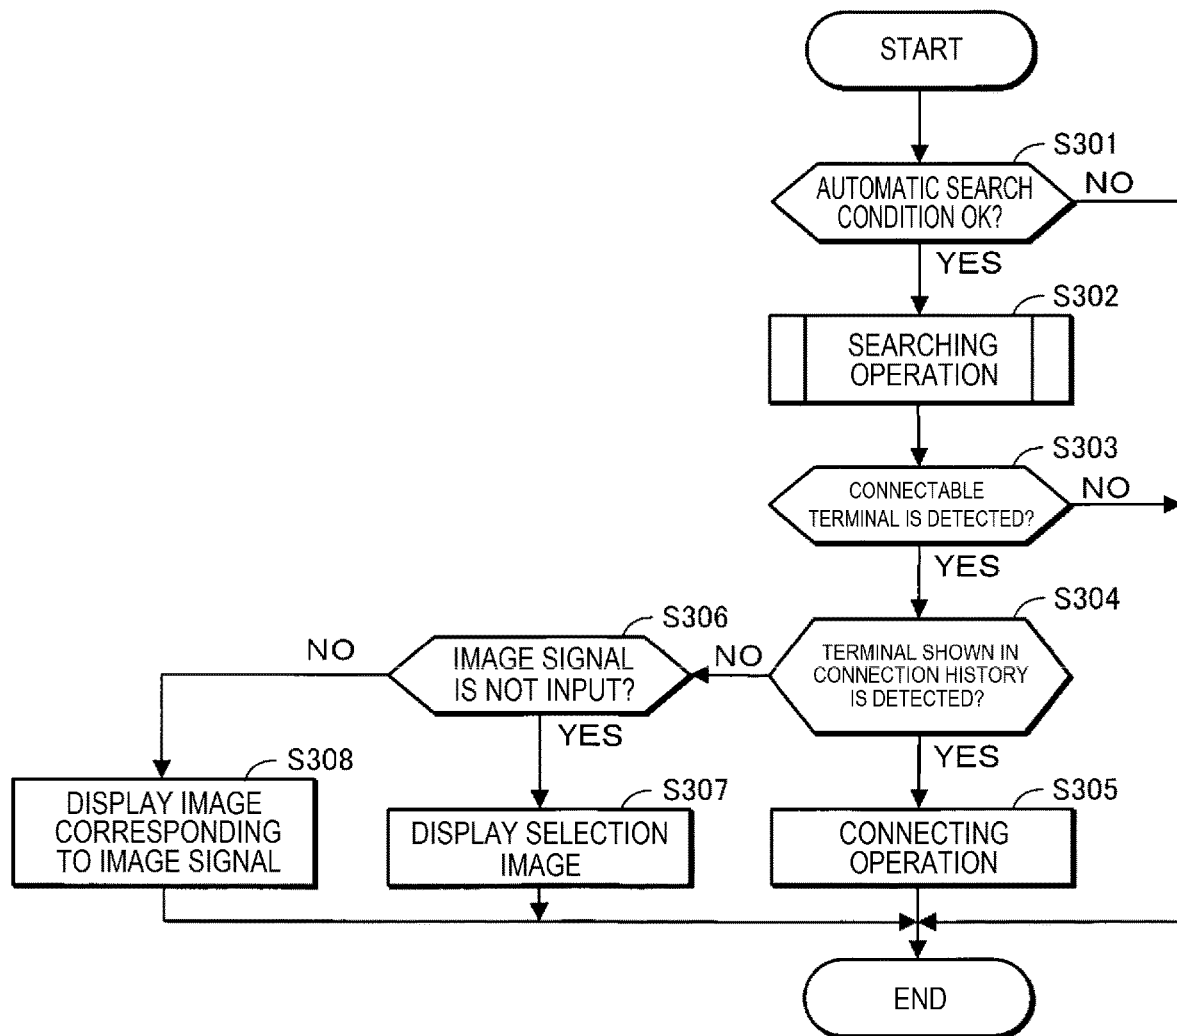 START
S301
AUTOMATIC SEARCH
CONDITION OK?
NO
YES
S302
SEARCHING
OPERATION
S303
CONNECTABLE
TERMINAL IS DETECTED?
NO
YES
S304
TERMINAL SHOWN IN
CONNECTION HISTORY
IS DETECTED?
NO
YES
S306
IMAGE SIGNAL
IS NOT INPUT?
NO
YES
S308
DISPLAY IMAGE
CORRESPONDING
TO IMAGE SIGNAL
S307
DISPLAY SELECTION
IMAGE
S305
CONNECTING
OPERATION
END